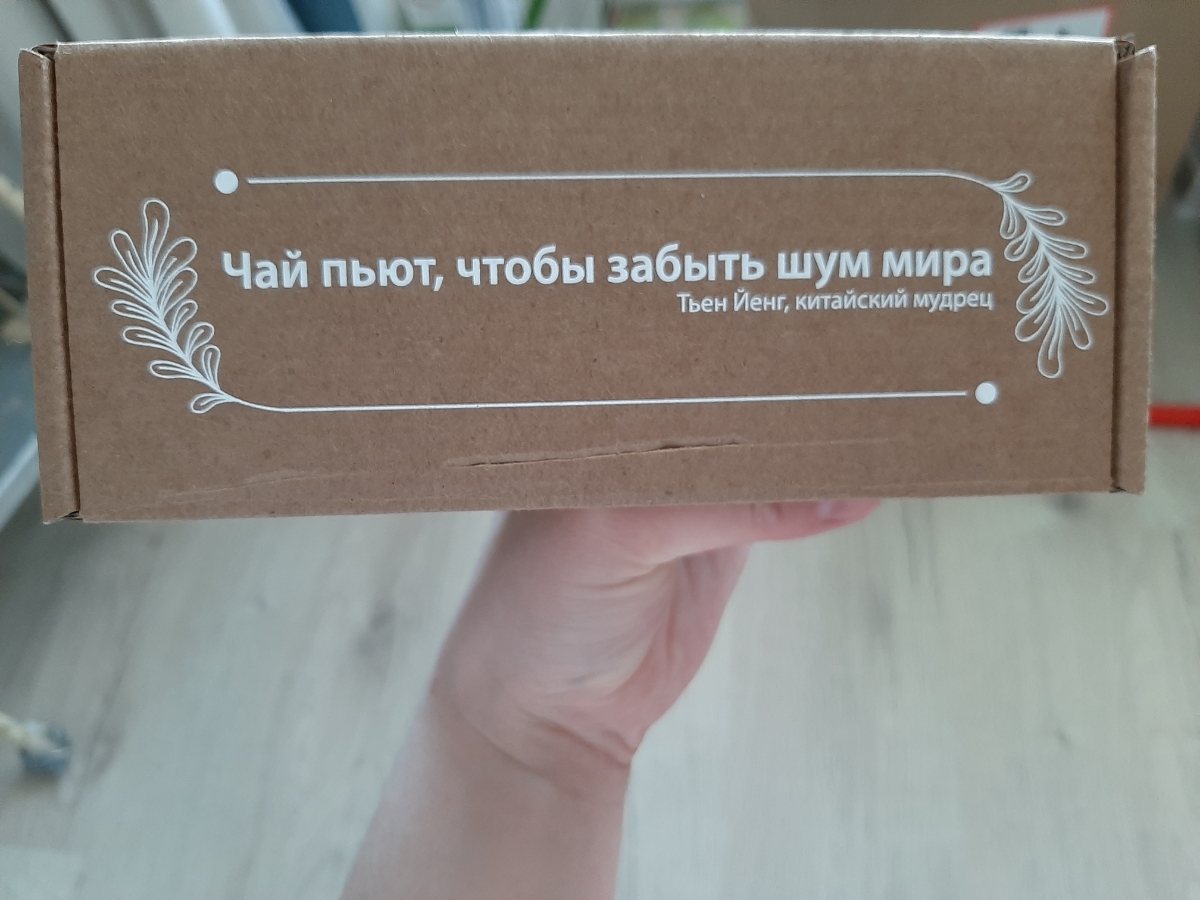 Чай пьют, чтобы забыть шум мира
Тьен Йенг, китайский мудрец